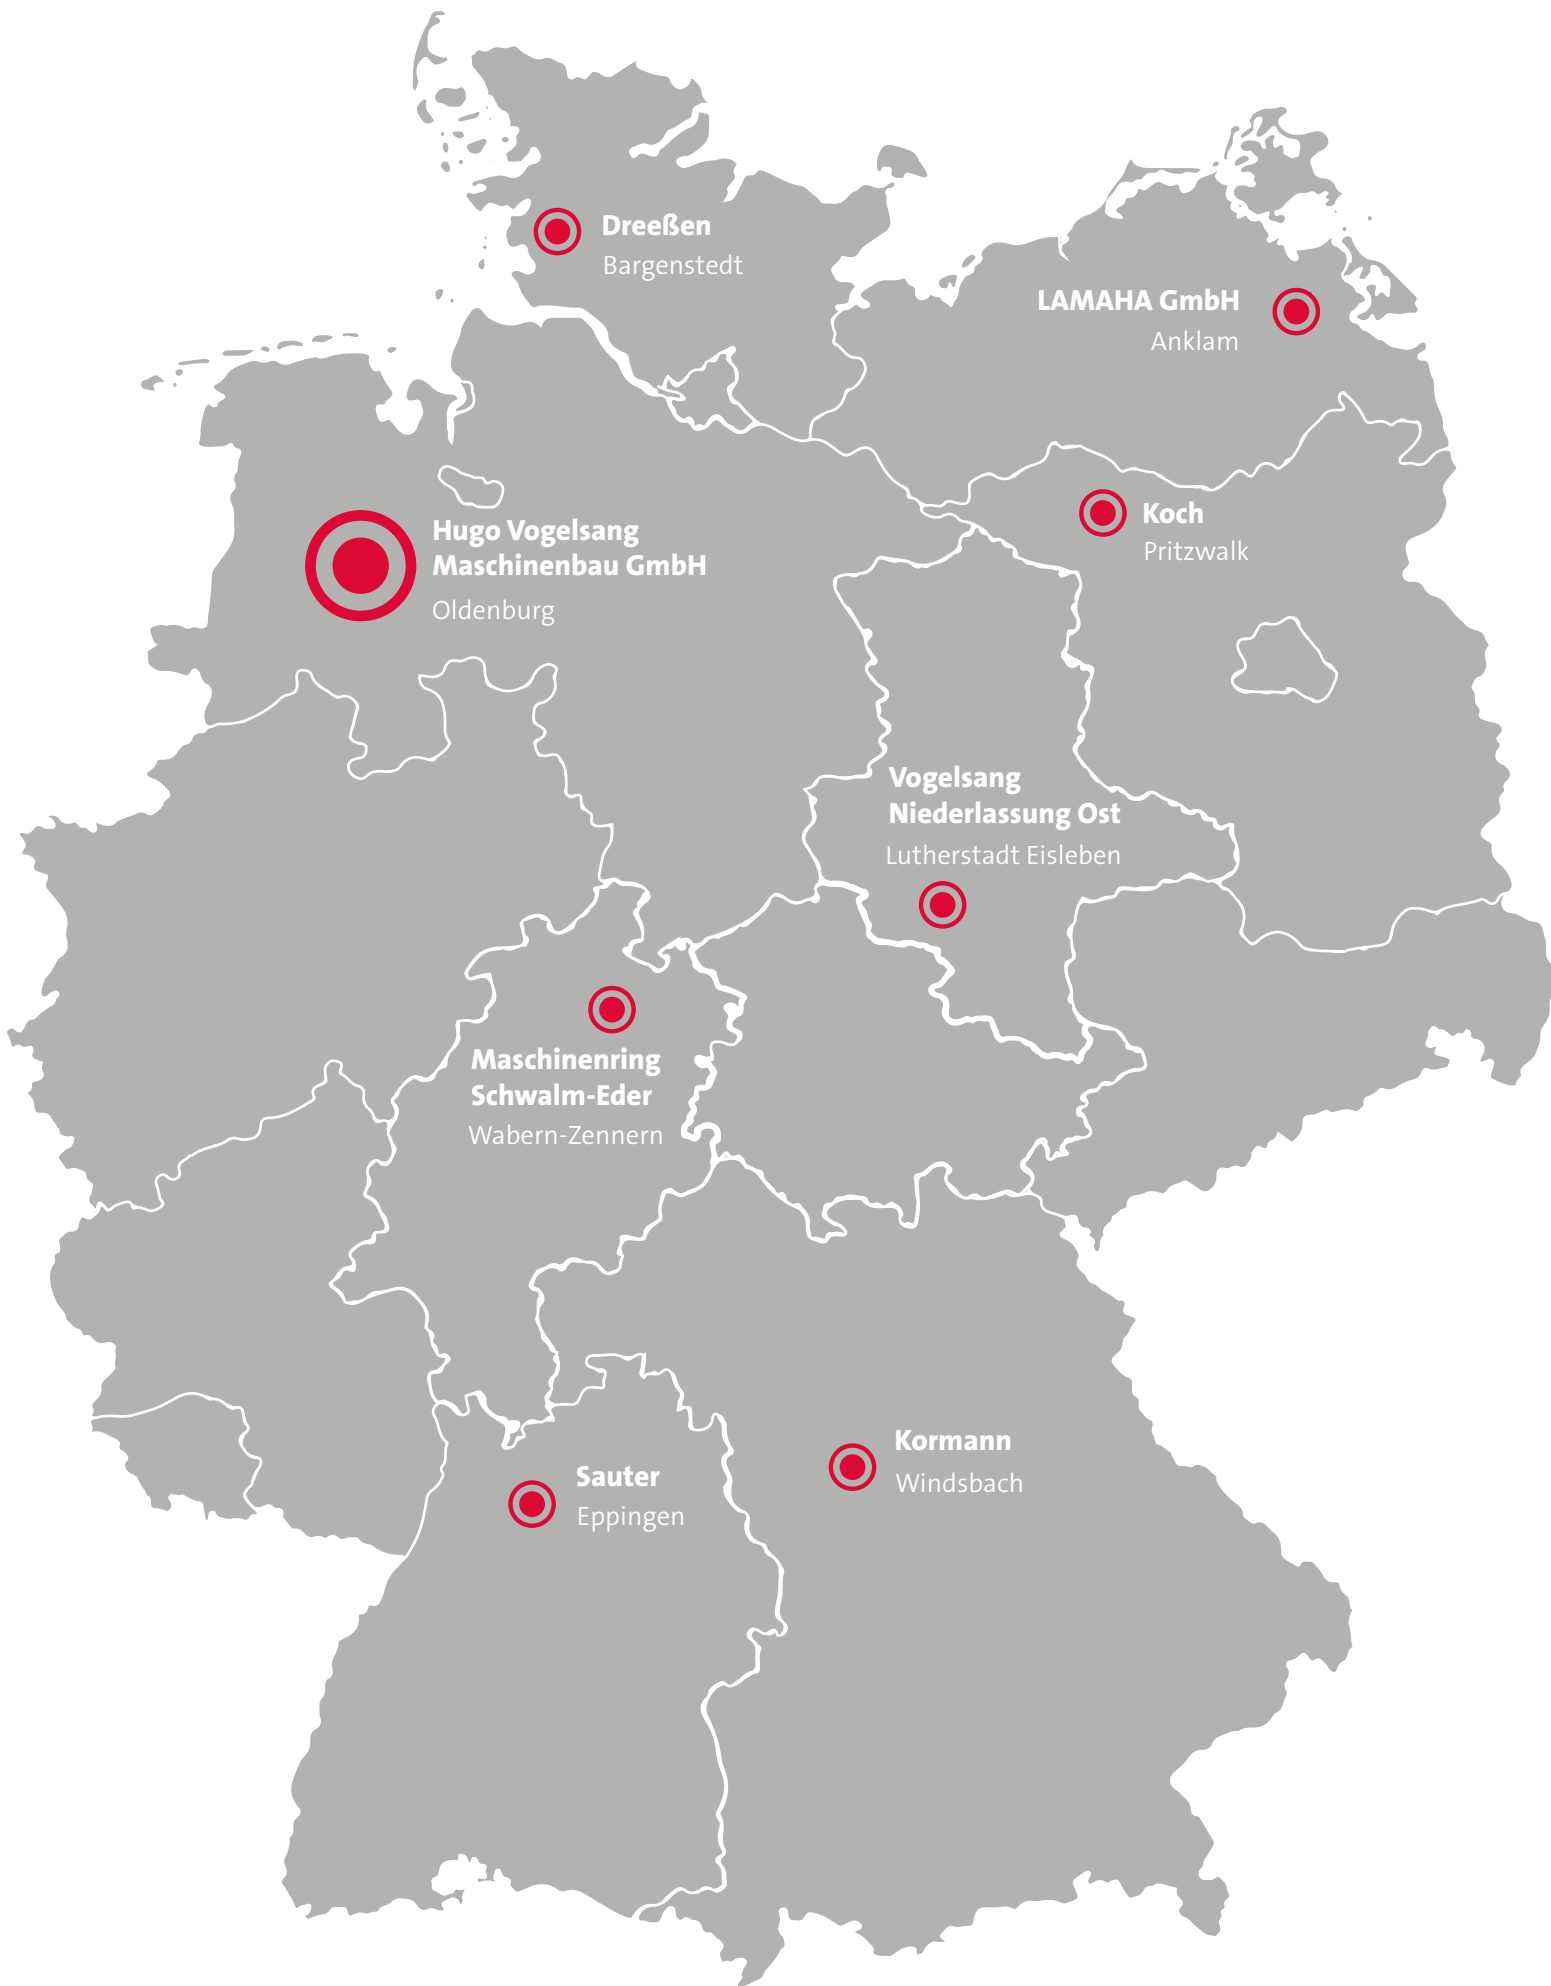 Dreeßen
Bargenstedt
LAMAHA GmbH
Anklam
Koch
Pritzwalk
Hugo Vogelsang
Maschinenbau GmbH
Oldenburg
Vogelsang
Niederlassung Ost
Lutherstadt Eisleben
Maschinenring
Schwalm-Eder
Wabern-Zennern
Kormann
Windsbach
Sauter
Eppingen